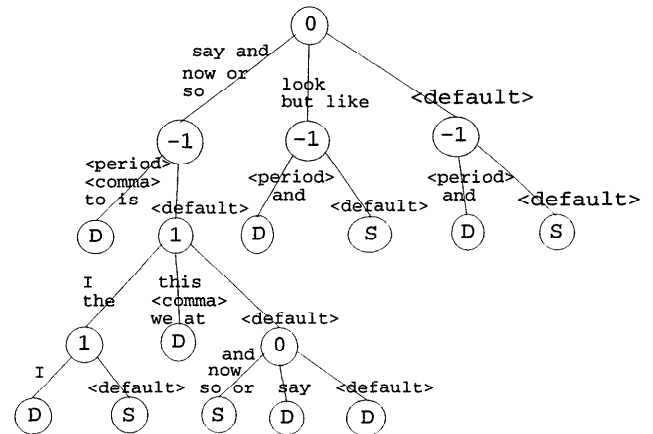 0
say and
now or
so
look
but like
<default>
-1
-1
-1
<period>
<comma>
to is
<default>
<period>
and
<default>
<period>
and
<default>
D
1
D
S
D
S
I
the
this
<comma>
we at
<default>
1
D
0
I
<default>
and
now
so or
say
<default>
D
S
S
D
D